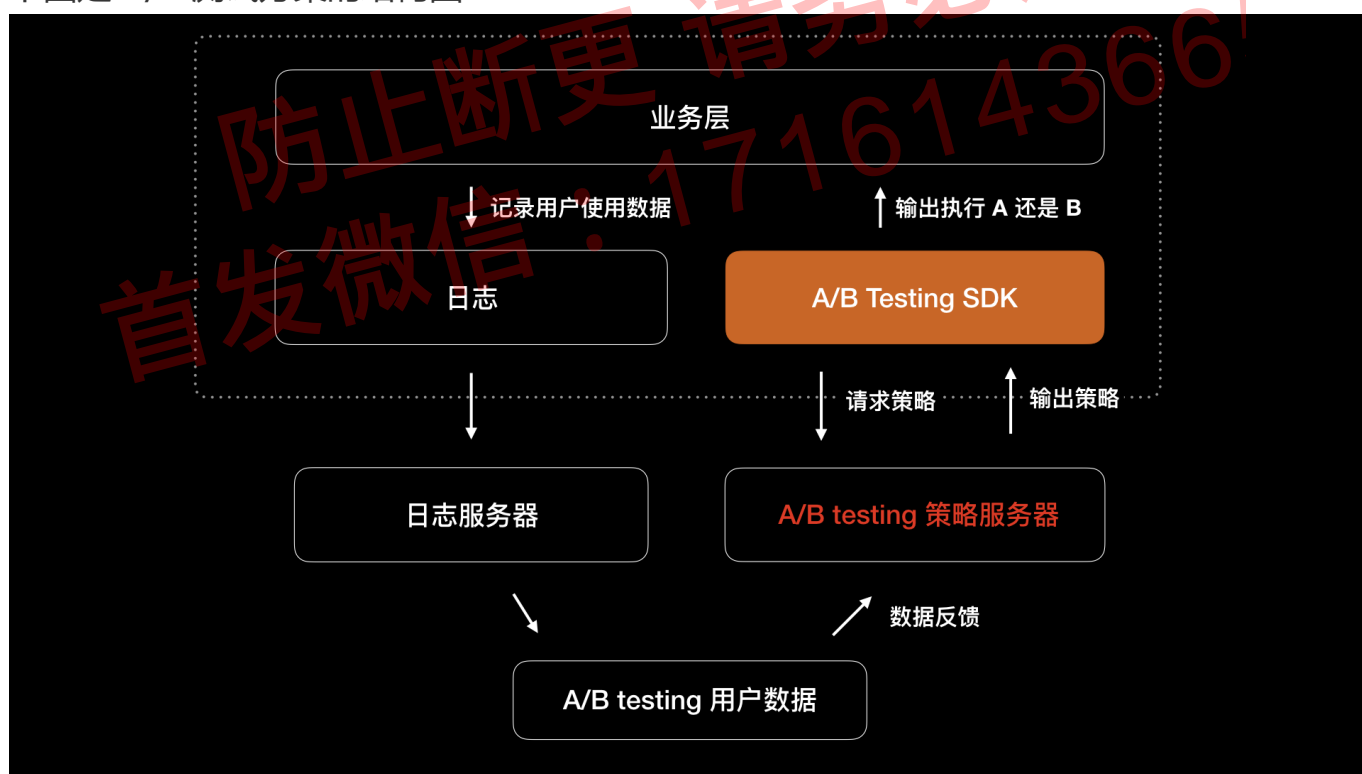 防止断更 请务必
首发微信：171614366
业务层
记录用户使用数据
输出执行 A 还是 B
日志
A/B Testing SDK
请求策略
输出策略
日志服务器
A/B testing 策略服务器
数据反馈
A/B testing 用户数据